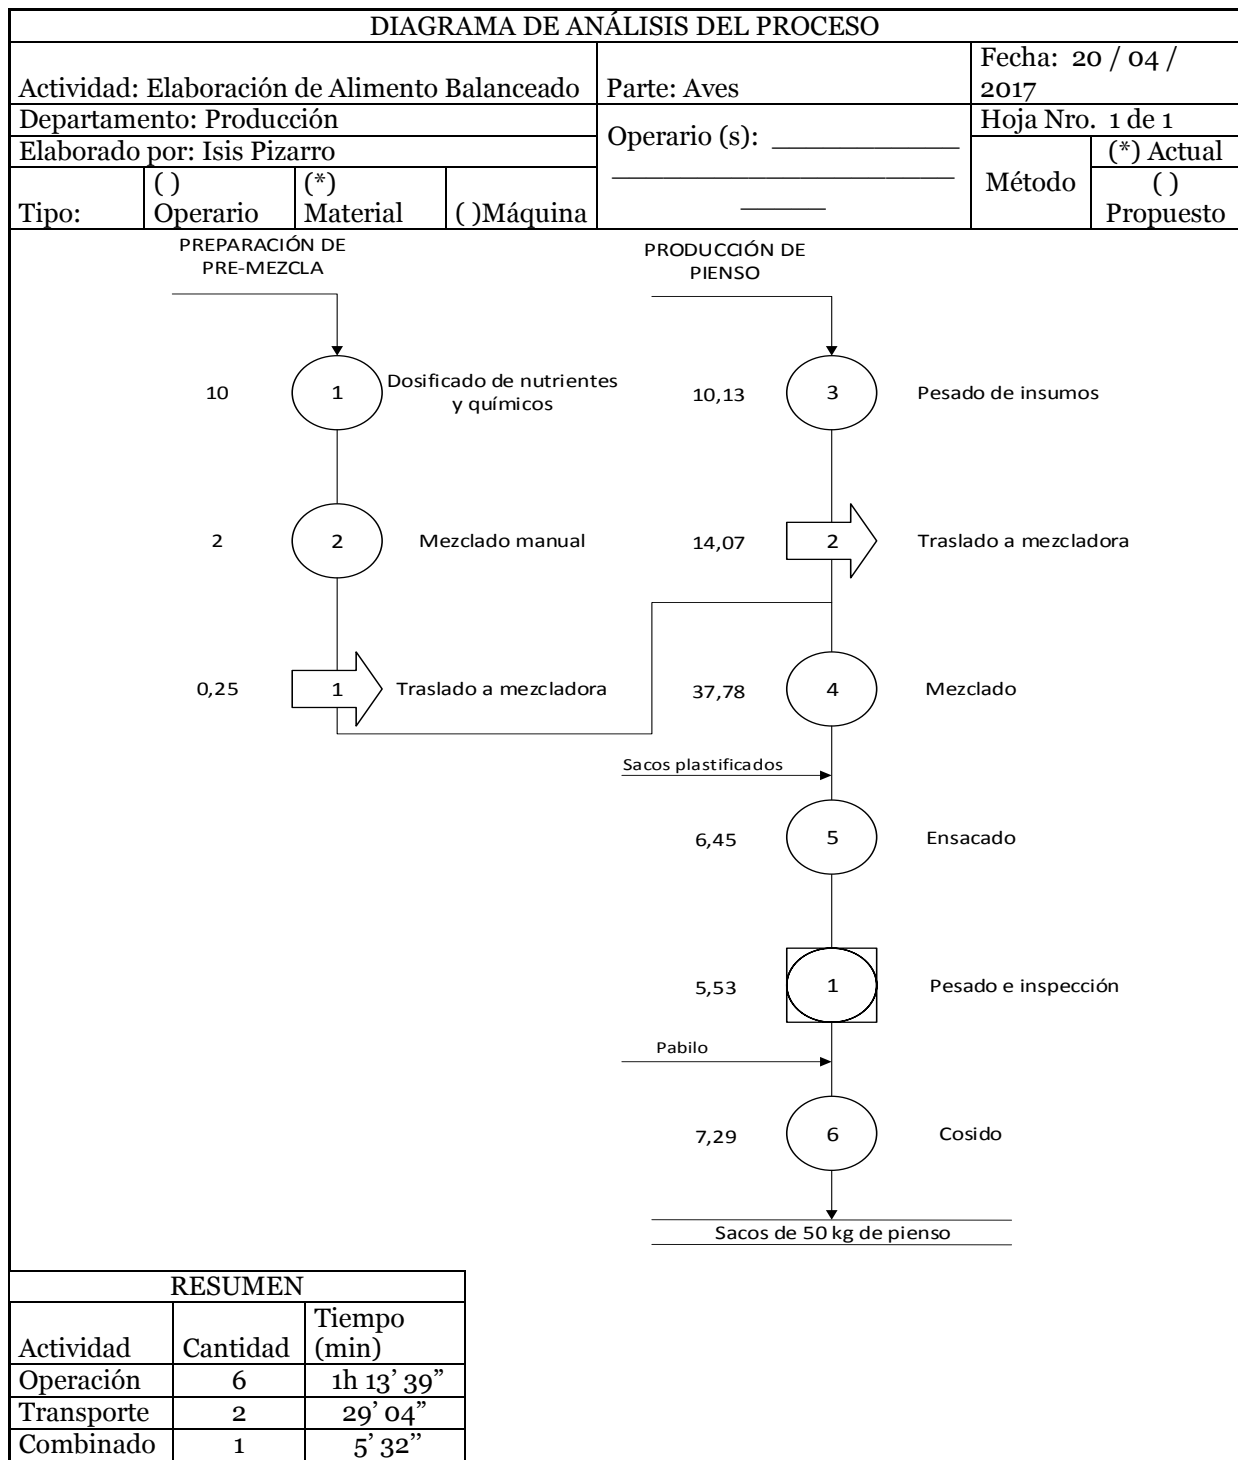 DIAGRAMA DE ANÁLISIS DEL PROCESO
Actividad: Elaboración de Alimento Balanceado
Parte: Aves
Fecha: 20 / 04 /
2017
Departamento: Producción
Operario (s): ___________
____________________
_____
Hoja Nro. 1 de 1
Elaborado por: Isis Pizarro
Método
(*) Actual
( )
Propuesto
Tipo:
( )
Operario
(*)
Material
( )Máquina
PREPARACIÓN DE
PRE-MEZCLA
PRODUCCIÓN DE
PIENSO
10
1
Dosificado de nutrientes
y químicos
10,13
3
Pesado de insumos
2
2
Mezclado manual
14,07
2
Traslado a mezcladora
0,25
1
Traslado a mezcladora
37,78
4
Mezclado
Sacos plastificados
6,45
5
Ensacado
5,53
1
Pesado e inspección
Pabilo
7,29
6
Cosido
Sacos de 50 kg de pienso
RESUMEN
Actividad
Cantidad
Tiempo
(min)
Operación
6
1h 13’ 39”
Transporte
2
29’ 04”
Combinado
1
5’ 32’’